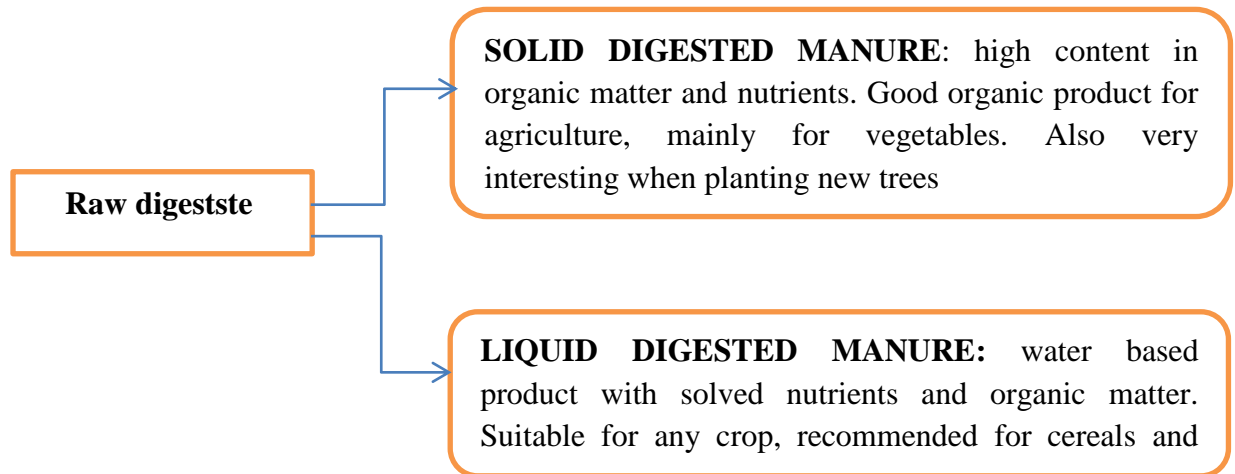 SOLID DIGESTED MANURE: high content in
organic matter and nutrients. Good organic product for
agriculture, mainly for vegetables. Also very
interesting when planting new trees
Raw digestste
LIQUID DIGESTED MANURE: water based
product with solved nutrients and organic matter.
Suitable for any crop, recommended for cereals and